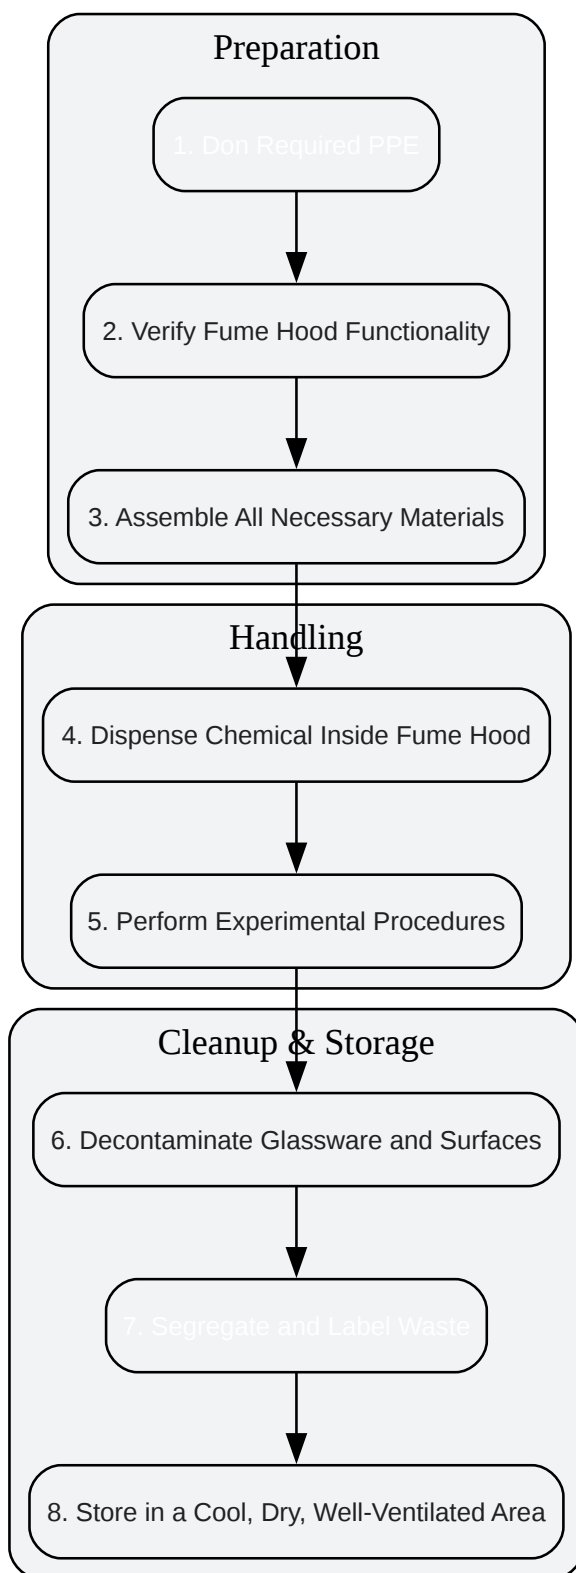 Preparation
1. Don Required PPE
2. Verify Fume Hood Functionality
3. Assemble All Necessary Materials
Handling
4. Dispense Chemical Inside Fume Hood
5. Perform Experimental Procedures
Cleanup & Storage
6. Decontaminate Glassware and Surfaces
7. Segregate and Label Waste
8. Store in a Cool, Dry, Well-Ventilated Area